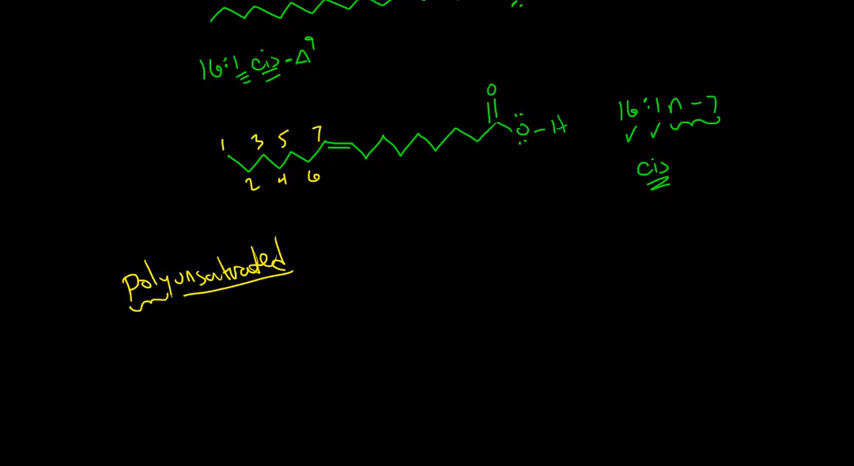 16:1 cis-Δ⁹
O
16:1 n-7
1 3 5 7
O-H
2 4 6
cis
polyunsaturated